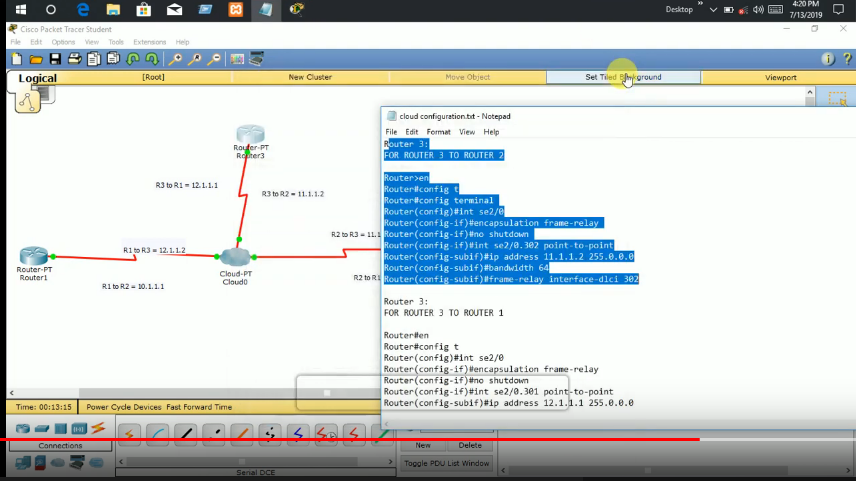 Desktop
4:20 PM
7/13/2019
Cisco Packet Tracer Student
File Edit Options View Tools Extensions Help
Logical [Root] New Cluster Move Object Set Tiled Background Viewport
Router-PT
Router3
R3 to R1 = 12.1.1.1
R3 to R2 = 11.1.1.2
R2 to R3 = 11.1
R1 to R3 = 12.1.1.2
Router-PT
Router1
Cloud-PT
Cloud0
R2 to R1
R1 to R2 = 10.1.1.1
cloud configuration.txt - Notepad
File Edit Format View Help
Router 3:
FOR ROUTER 3 TO ROUTER 2
Router>en
Router#config t
Router#config terminal
Router(config)#int se2/0
Router(config-if)#encapsulation frame-relay
Router(config-if)#no shutdown
Router(config-if)#int se2/0.302 point-to-point
Router(config-subif)#ip address 11.1.1.2 255.0.0.0
Router(config-subif)#bandwidth 64
Router(config-subif)#frame-relay interface-dlci 302
Router 3:
FOR ROUTER 3 TO ROUTER 1
Router#en
Router#config t
Router(config)#int se2/0
Router(config-if)#encapsulation frame-relay
Router(config-if)#no shutdown
Router(config-if)#int se2/0.301 point-to-point
Router(config-subif)#ip address 12.1.1.1 255.0.0.0
Time: 00:13:15 Power Cycle Devices Fast Forward Time
Connections
New Delete
Toggle PDU List Window
Serial DCE